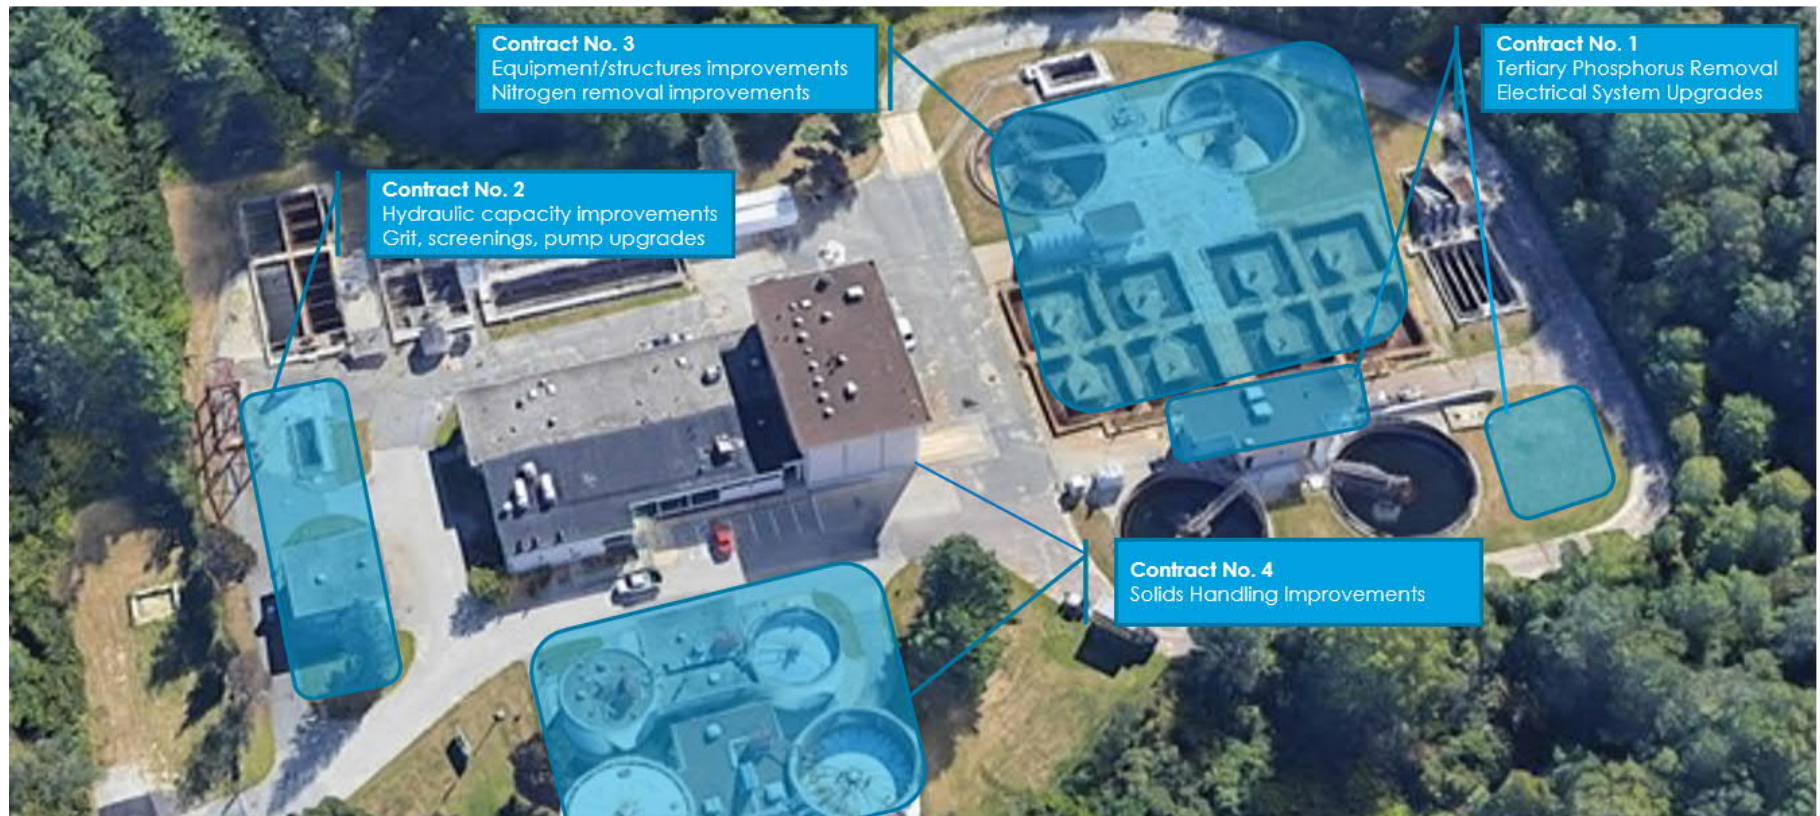 Contract No. 3
Equipment/structures improvements
Nitrogen removal improvements
Contract No. 1
Tertiary Phosphorus Removal
Electrical System Upgrades
Contract No. 2
Hydraulic capacity improvements
Grit, screenings, pump upgrades
Contract No. 4
Solids Handling Improvements